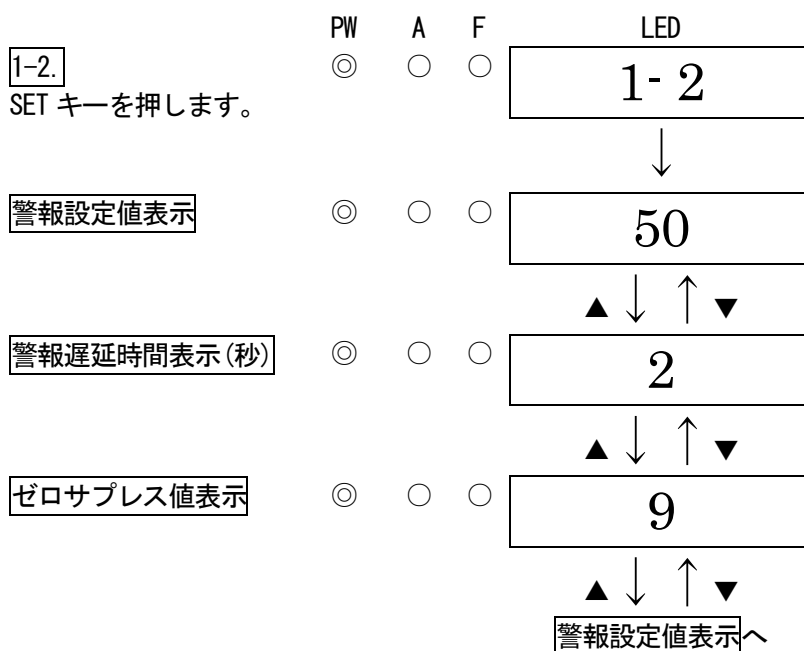 PW A F LED
1-2. ◎ ○ ○ 1- 2
SET キーを押します。
↓
警報設定値表示 ◎ ○ ○ 50
▲ ↓ ↑ ▼
警報遅延時間表示(秒) ◎ ○ ○ 2
▲ ↓ ↑ ▼
ゼロサプレス値表示 ◎ ○ ○ 9
▲ ↓ ↑ ▼
警報設定値表示へ